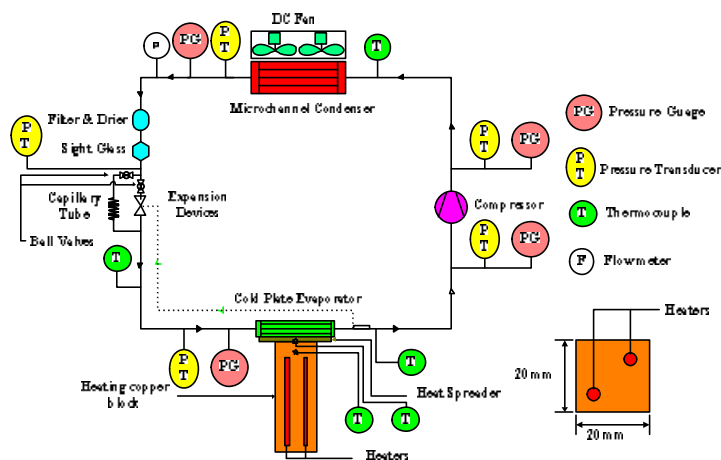 DC Fan
F
PG
P
T
T
Microchannel Condenser
P
T
Filter & Drier
Sight Glass
Capillary
Tube
Expansion
Devices
Ball Valves
T
P
T
PG
Compressor
P
T
PG
PG
Pressure Guage
P
T
Pressure Transducer
T
Thermocouple
F
Flowmeter
Cold Plate Evaporator
P
T
PG
T
Heating copper
block
Heat Spreader
T
T
Heaters
Heaters
20 mm
20 mm